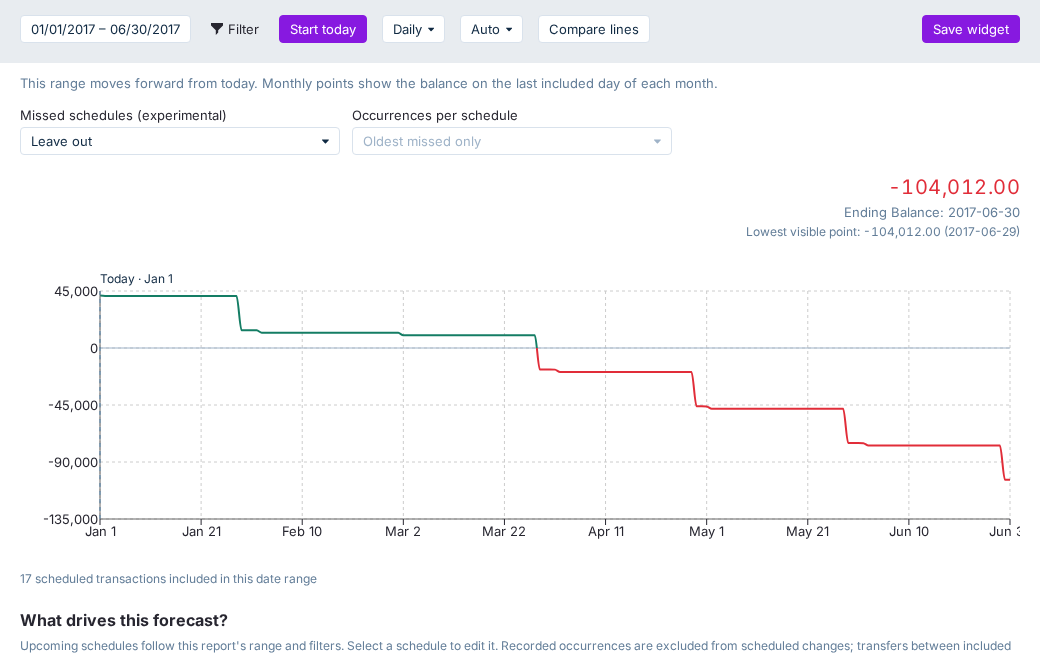 01/01/2017 – 06/30/2017 Filter Start today Daily Auto Compare lines Save widget
This range moves forward from today. Monthly points show the balance on the last included day of each month.
Missed schedules (experimental) Occurrences per schedule
Leave out Oldest missed only
-104,012.00
Ending Balance: 2017-06-30
Lowest visible point: -104,012.00 (2017-06-29)
Today · Jan 1
45,000
0
-45,000
-90,000
-135,000
Jan 1 Jan 21 Feb 10 Mar 2 Mar 22 Apr 11 May 1 May 21 Jun 10 Jun
17 scheduled transactions included in this date range
What drives this forecast?
Upcoming schedules follow this report's range and filters. Select a schedule to edit it. Recorded occurrences are excluded from scheduled changes; transfers between included